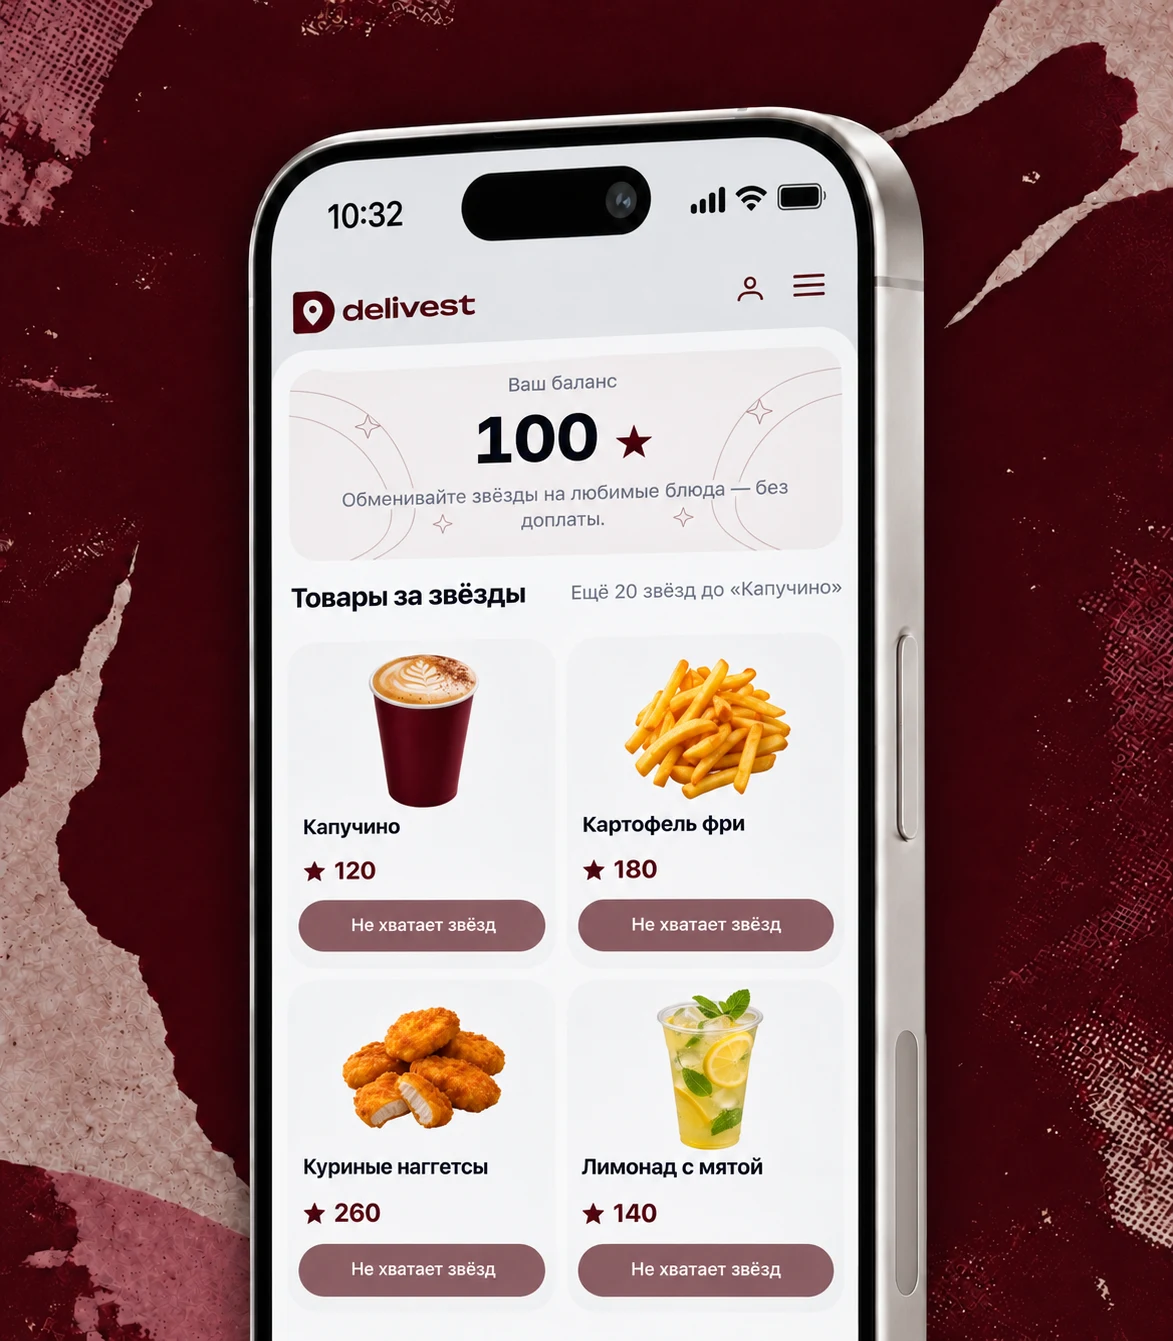 10:32
delivest
Ваш баланс
100 ★
Обменивайте звёзды на любимые блюда — без
доплаты.
Товары за звёзды
Ещё 20 звёзд до «Капучино»
Капучино
★ 120
Не хватает звёзд
Картофель фри
★ 180
Не хватает звёзд
Куриные наггетсы
★ 260
Не хватает звёзд
Лимонад с мятой
★ 140
Не хватает звёзд